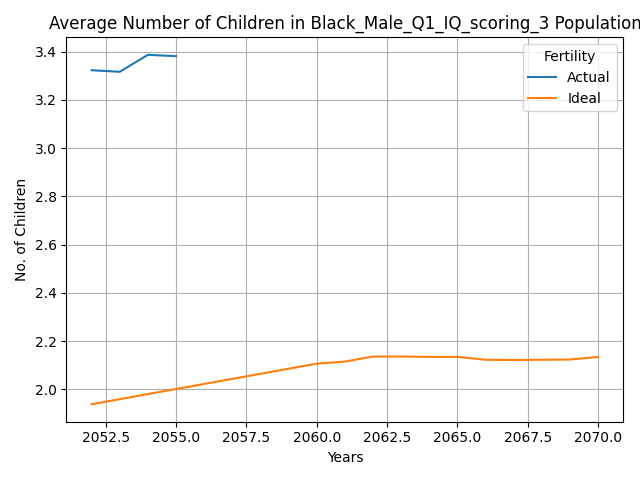 Average Number of Children in Black_Male_Q1_IQ_scoring_3 Population
3.4
3.2
3.0
2.8
2.6
2.4
2.2
2.0
No. of Children
Fertility
Actual
Ideal
2052.5 2055.0 2057.5 2060.0 2062.5 2065.0 2067.5 2070.0
Years